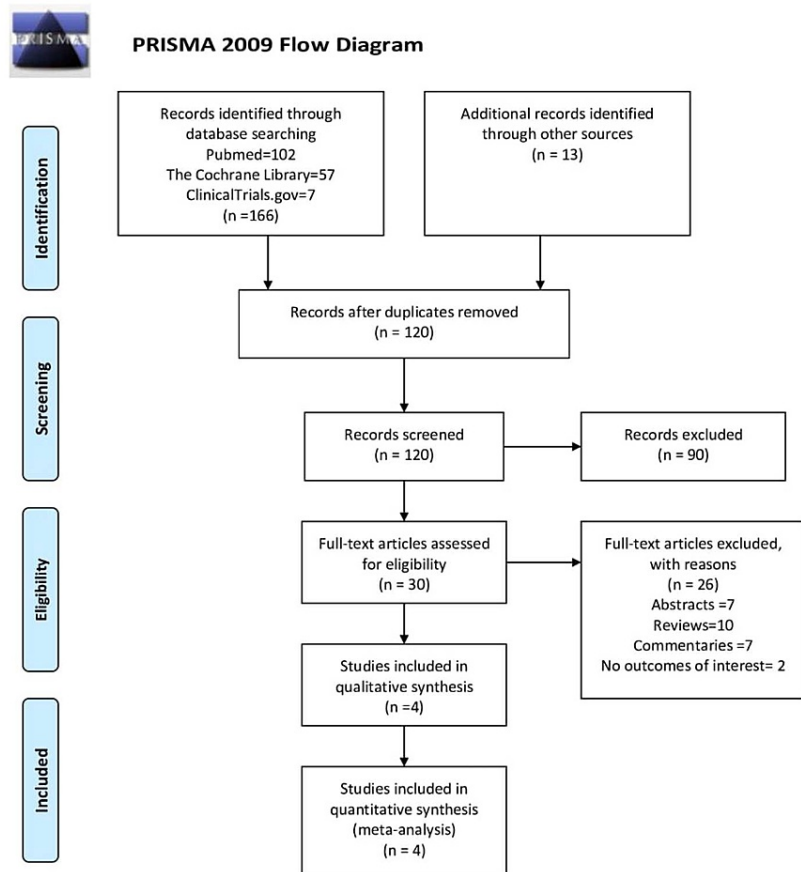 PRISMA
PRISMA 2009 Flow Diagram
Identification
Records identified through
database searching
Pubmed=102
The Cochrane Library=57
ClinicalTrials.gov=7
(n =166)
Additional records identified
through other sources
(n = 13)
Records after duplicates removed
(n = 120)
Screening
Records screened
(n = 120)
Records excluded
(n = 90)
Eligibility
Full-text articles assessed
for eligibility
(n = 30)
Full-text articles excluded,
with reasons
(n = 26)
Abstracts =7
Reviews=10
Commentaries =7
No outcomes of interest= 2
Studies included in
qualitative synthesis
(n =4)
Included
Studies included in
quantitative synthesis
(meta-analysis)
(n = 4)